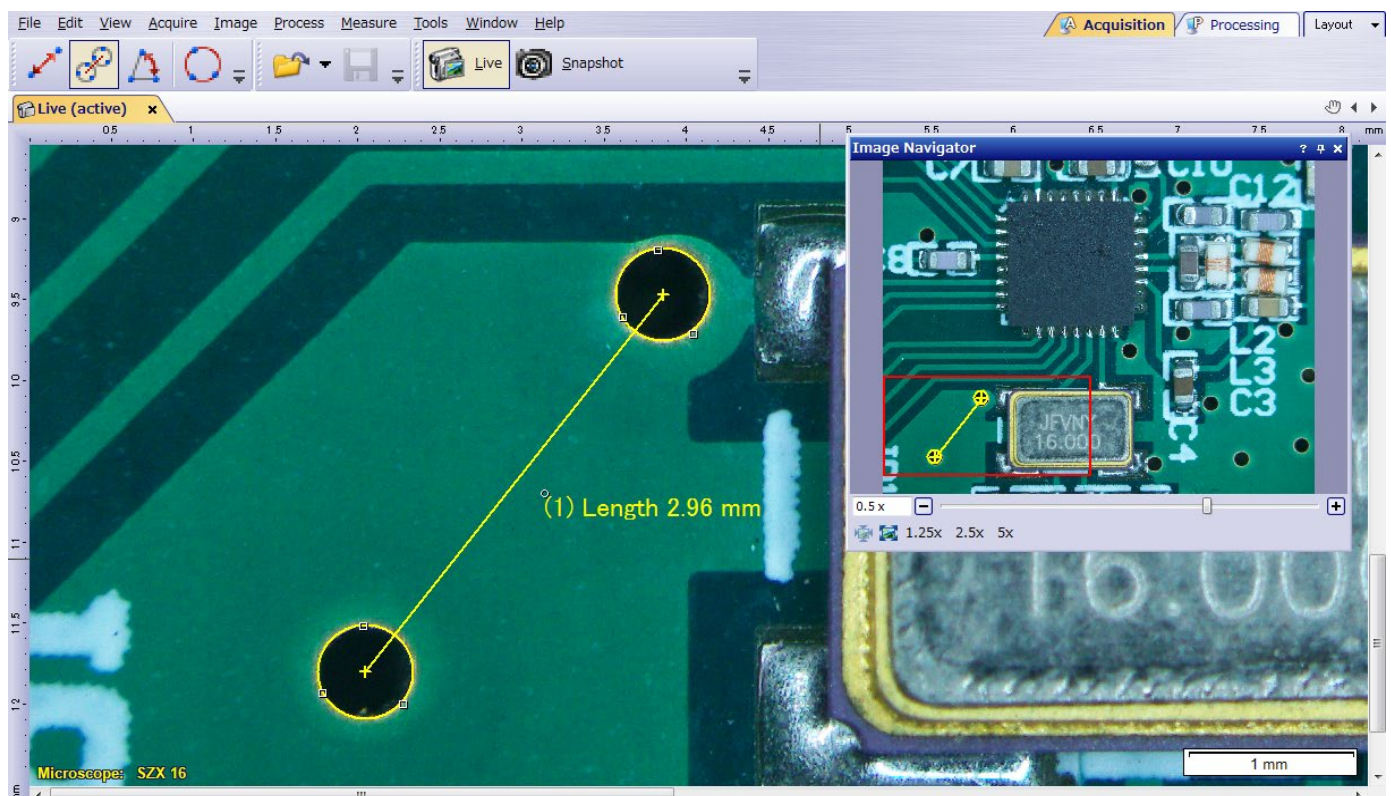 File Edit View Acquire Image Process Measure Tools Window Help
Acquisition Processing Layout
Live Snapshot
Live (active)
0.5 1 1.5 2 2.5 3 3.5 4 4.5 5 5.5 6 6.5 7 7.5 8 mm
Image Navigator
C10
C12
C8
L2
L3
C3
C4
JFVNY
16.000
0.5 x
1.25x 2.5x 5x
9
9.5
10
10.5
11
11.5
12
mm
(1) Length 2.96 mm
16.00
Microscope: SZX 16
1 mm